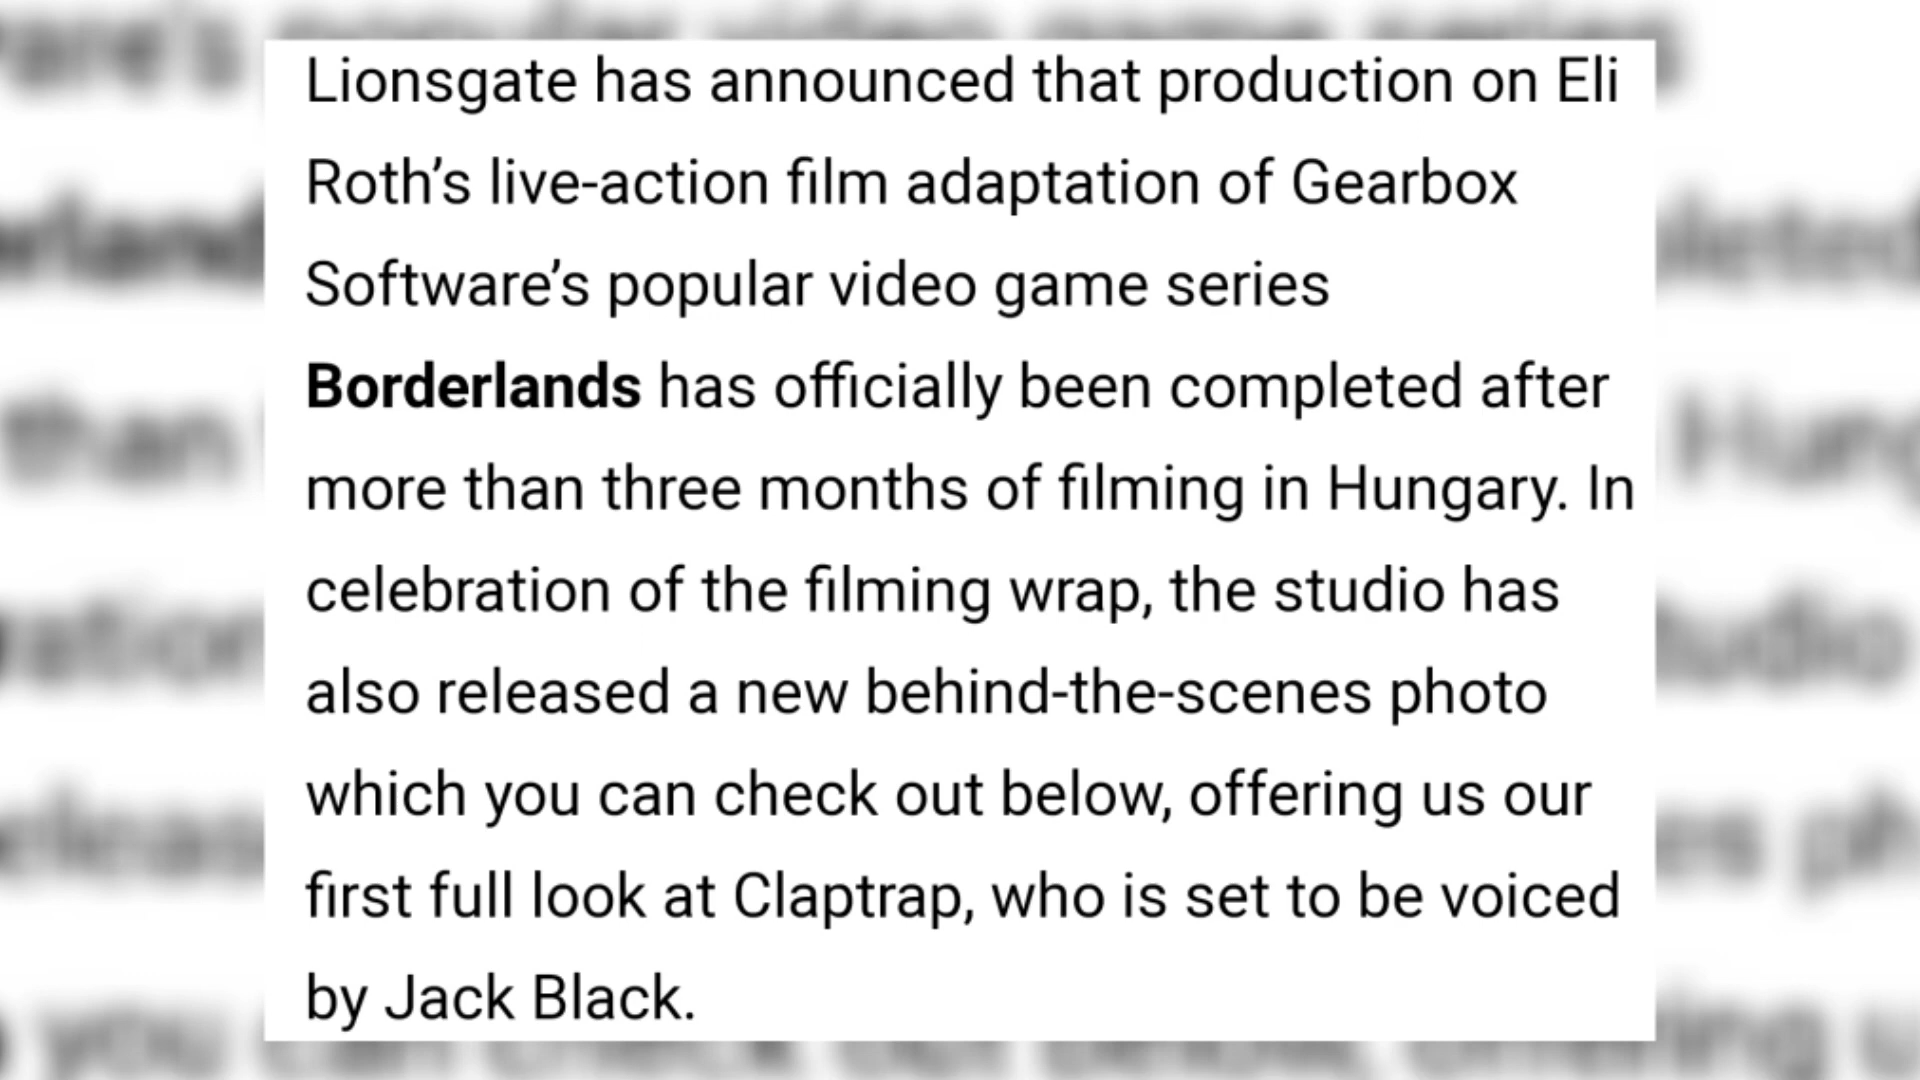 Lionsgate has announced that production on Eli
Roth’s live-action film adaptation of Gearbox
Software’s popular video game series
Borderlands has officially been completed after
more than three months of filming in Hungary. In
celebration of the filming wrap, the studio has
also released a new behind-the-scenes photo
which you can check out below, offering us our
first full look at Claptrap, who is set to be voiced
by Jack Black.